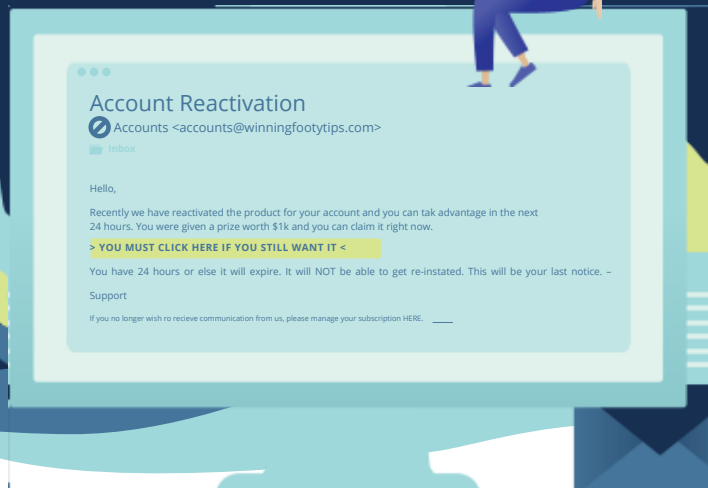 Account Reactivation
Accounts <accounts@winningfootytips.com>
Inbox
Hello,
Recently we have reactivated the product for your account and you can tak advantage in the next
24 hours. You were given a prize worth $1k and you can claim it right now.
> YOU MUST CLICK HERE IF YOU STILL WANT IT <
You have 24 hours or else it will expire. It will NOT be able to get re-instated. This will be your last notice. –
Support
If you no longer wish ro recieve communication from us, please manage your subscription HERE.